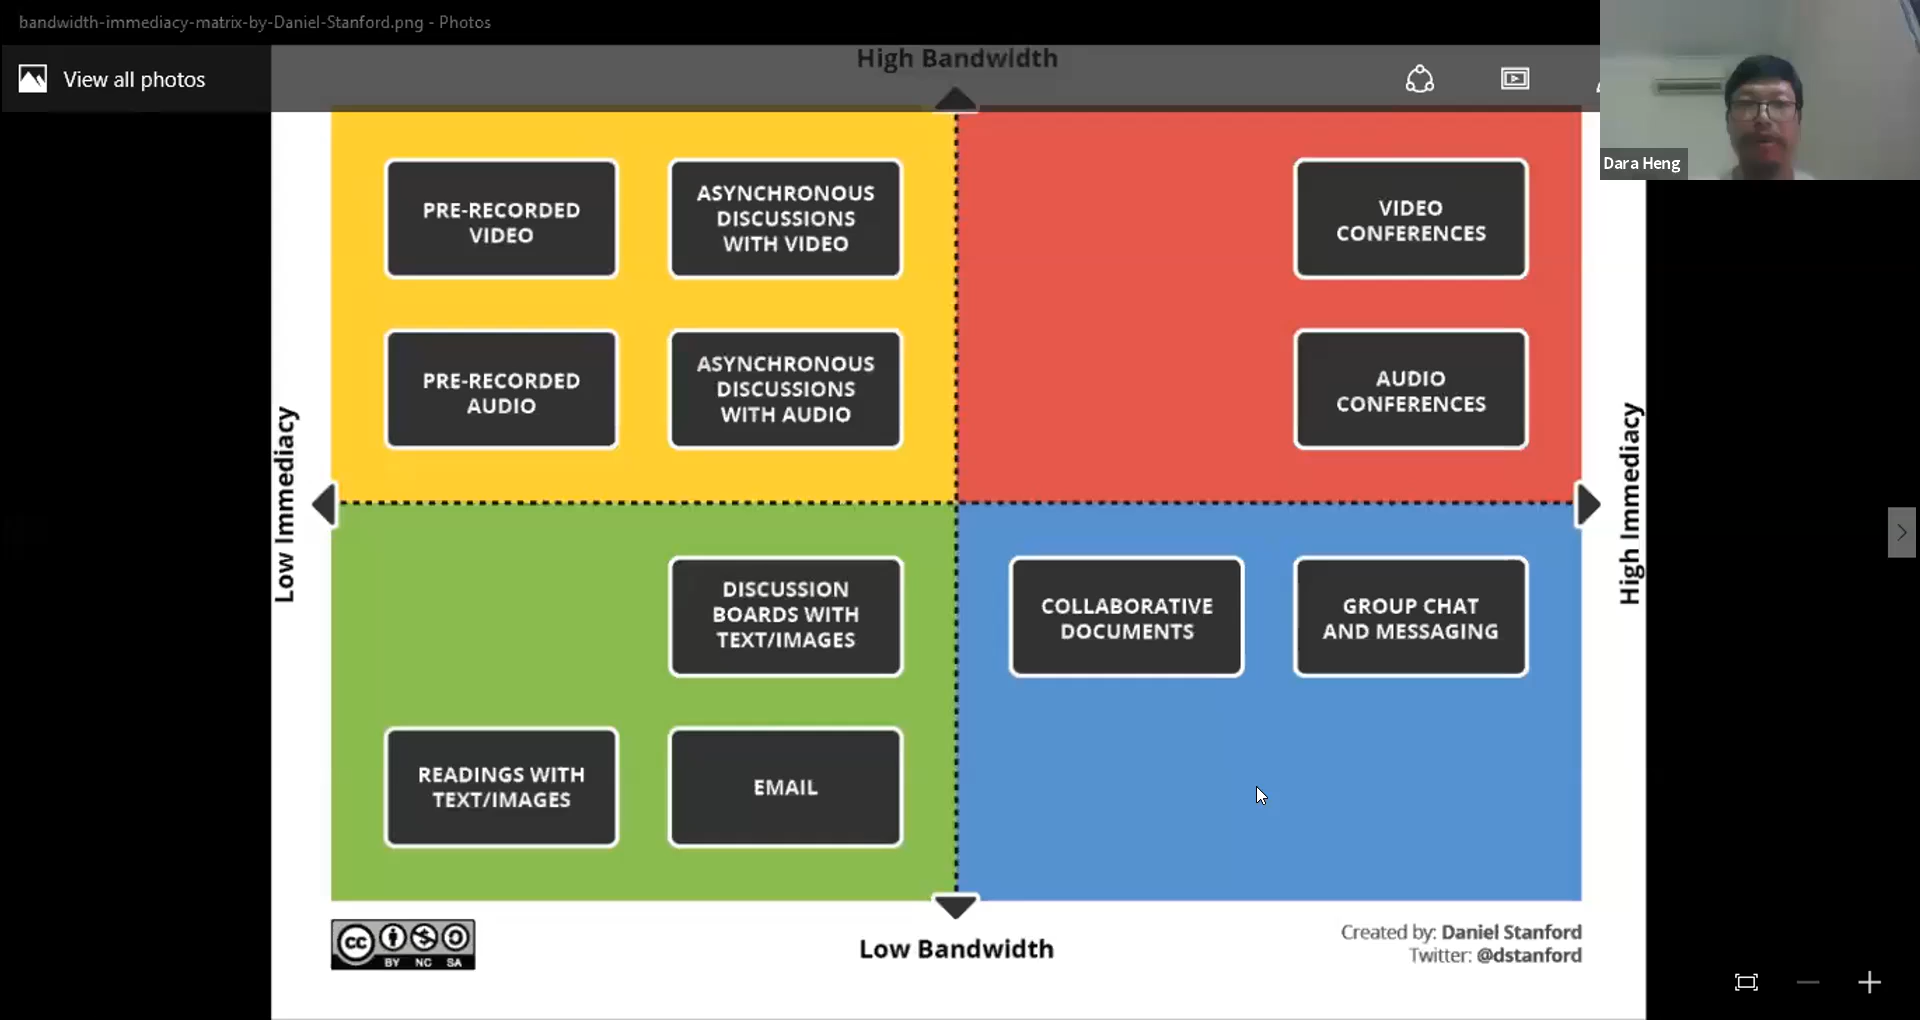 bandwidth-immediacy-matrix-by-Daniel-Stanford.png - Photos
High Bandwidth
View all photos
Dara Heng
PRE-RECORDED
VIDEO
ASYNCHRONOUS
DISCUSSIONS
WITH VIDEO
VIDEO
CONFERENCES
PRE-RECORDED
AUDIO
ASYNCHRONOUS
DISCUSSIONS
WITH AUDIO
AUDIO
CONFERENCES
Low Immediacy
High Immediacy
DISCUSSION
BOARDS WITH
TEXT/IMAGES
COLLABORATIVE
DOCUMENTS
GROUP CHAT
AND MESSAGING
READINGS WITH
TEXT/IMAGES
EMAIL
cc
BY NC SA
Low Bandwidth
Created by: Daniel Stanford
Twitter: @dstanford